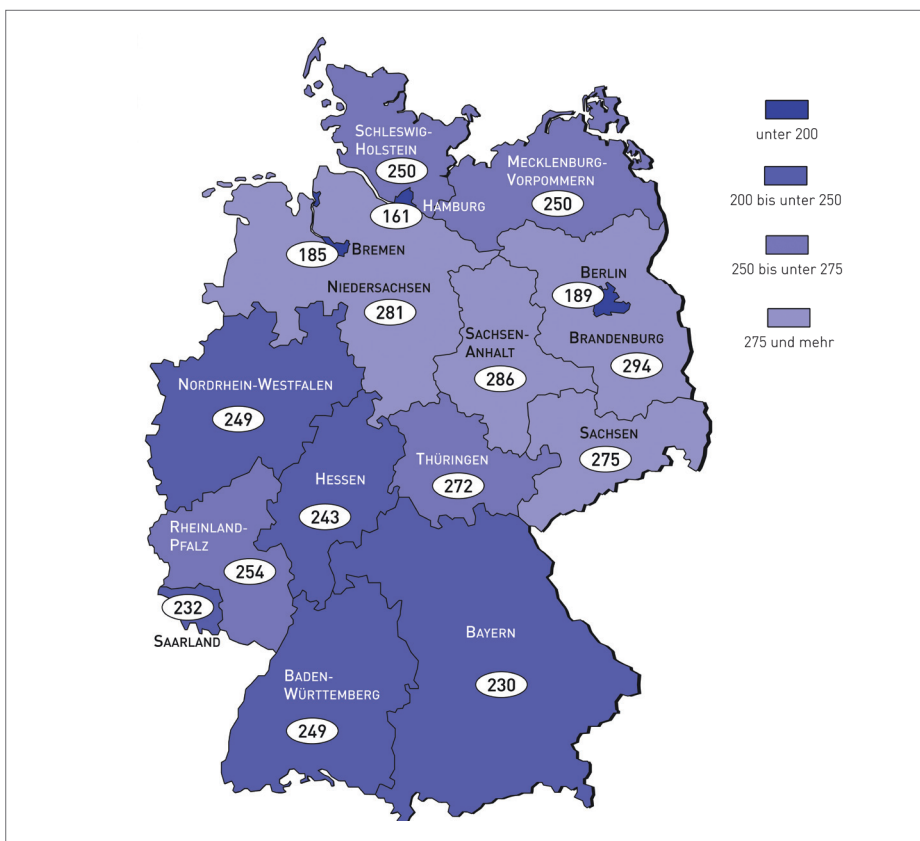 SCHLESWIG-
HOLSTEIN
250
MECKLENBURG-
VORPOMMERN
250
HAMBURG
161
BREMEN
185
NIEDERSACHSEN
281
BERLIN
189
SACHSEN-
ANHALT
286
BRANDENBURG
294
NORDRHEIN-WESTFALEN
249
HESSEN
243
THÜRINGEN
272
SACHSEN
275
RHEINLAND-
PFALZ
254
232
SAARLAND
BAYERN
230
BADEN-
WÜRTTEMBERG
249
unter 200
200 bis unter 250
250 bis unter 275
275 und mehr